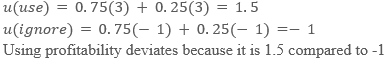 𝑢(𝑢𝑠𝑒) = 0.75(3) + 0.25(3) = 1.5
𝑢(𝑖𝑔𝑛𝑜𝑟𝑒) = 0.75(− 1) + 0.25(− 1) =− 1
Using profitability deviates because it is 1.5 compared to -1